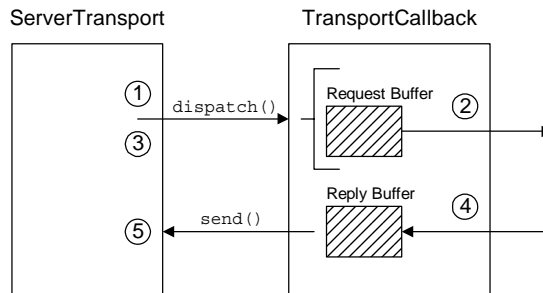 ServerTransport TransportCallback
Request Buffer
① ②
dispatch()
③
Reply Buffer
④
send()
⑤